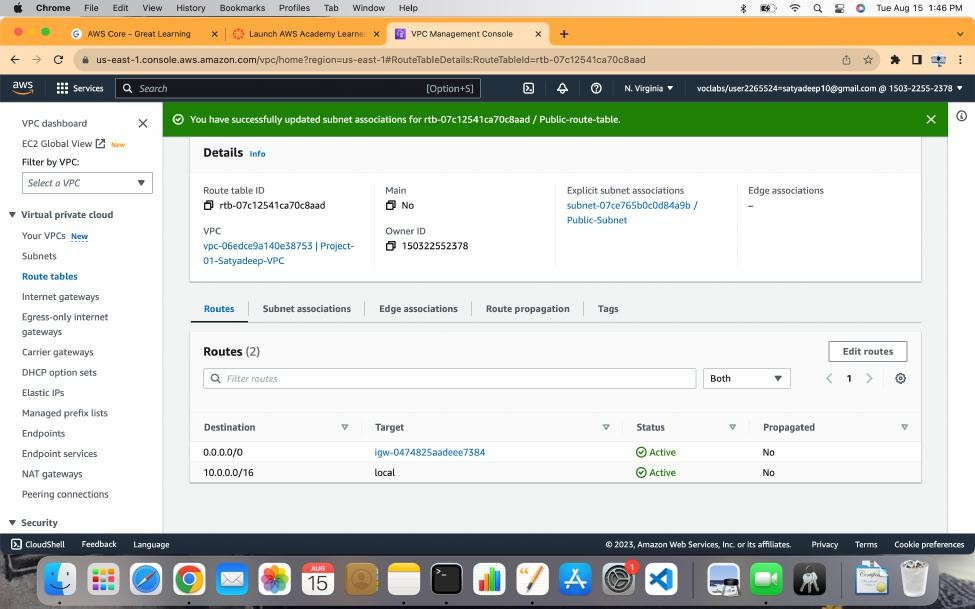 Chrome File Edit View History Bookmarks Profiles Tab Window Help Tue Aug 15 1:46 PM
AWS Core - Great Learning Launch AWS Academy Learner VPC Management Console
us-east-1.console.aws.amazon.com/vpc/home?region=us-east-1#RouteTableDetails:RouteTableId=rtb-07c12541ca70c8aad
aws Services Search [Option+S] N. Virginia voclabs/user2265524=satyadeep10@gmail.com @ 1503-2255-2378
VPC dashboard
EC2 Global View New
Filter by VPC:
Select a VPC
Virtual private cloud
Your VPCs New
Subnets
Route tables
Internet gateways
Egress-only internet
gateways
Carrier gateways
DHCP option sets
Elastic IPs
Managed prefix lists
Endpoints
Endpoint services
NAT gateways
Peering connections
Security
You have successfully updated subnet associations for rtb-07c12541ca70c8aad / Public-route-table.
Details Info
Route table ID
rtb-07c12541ca70c8aad
VPC
vpc-06edce9a140e38753 | Project-
01-Satyadeep-VPC
Main
No
Owner ID
150322552378
Explicit subnet associations
subnet-07ce765b0c0d84a9b /
Public-Subnet
Edge associations
–
Routes Subnet associations Edge associations Route propagation Tags
Routes (2) Edit routes
Filter routes Both 1
Destination Target Status Propagated
0.0.0.0/0 igw-0474825aadeee7384 Active No
10.0.0.0/16 local Active No
CloudShell Feedback Language © 2023, Amazon Web Services, Inc. or its affiliates. Privacy Terms Cookie preferences
AUG
15
1